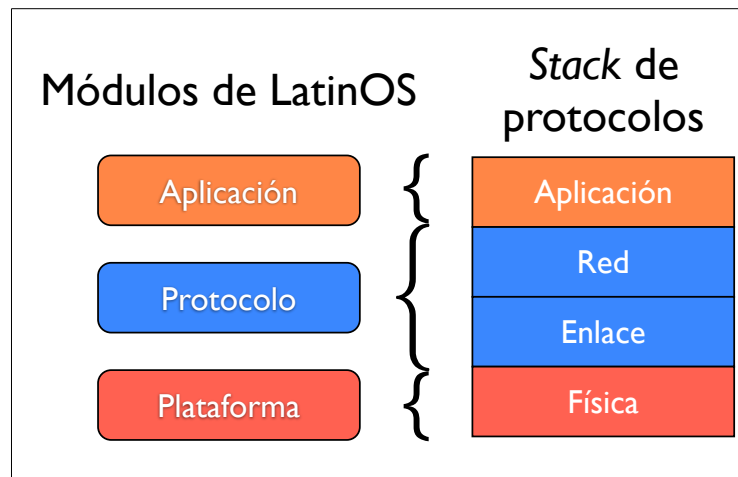 Módulos de LatinOS
Stack de
protocolos
Aplicación
Protocolo
Plataforma
Aplicación
Red
Enlace
Física